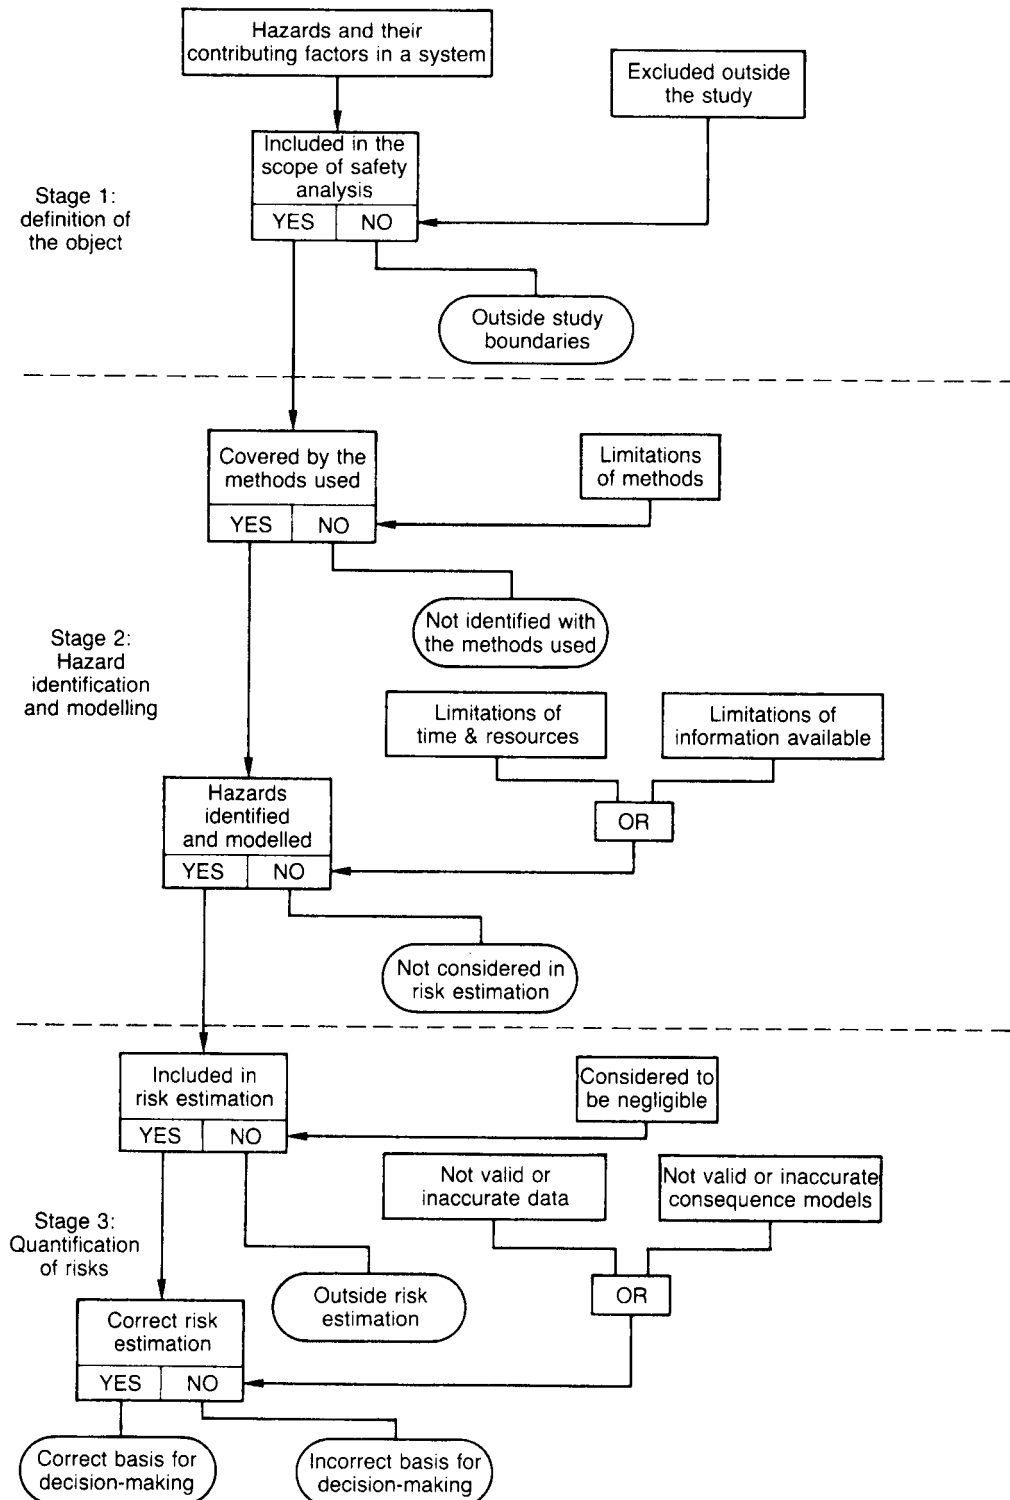 Hazards and their
contributing factors in a system
Excluded outside
the study
Included in the
scope of safety
analysis
YES
NO
Stage 1:
definition of
the object
Outside study
boundaries
Covered by the
methods used
YES
NO
Limitations
of methods
Not identified with
the methods used
Stage 2:
Hazard
identification
and modelling
Limitations of
time & resources
Limitations of
information available
OR
Hazards
identified
and modelled
YES
NO
Not considered in
risk estimation
Included in
risk estimation
YES
NO
Considered to
be negligible
Not valid or
inaccurate data
Not valid or inaccurate
consequence models
OR
Stage 3:
Quantification
of risks
Outside risk
estimation
Correct risk
estimation
YES
NO
Correct basis for
decision-making
Incorrect basis for
decision-making